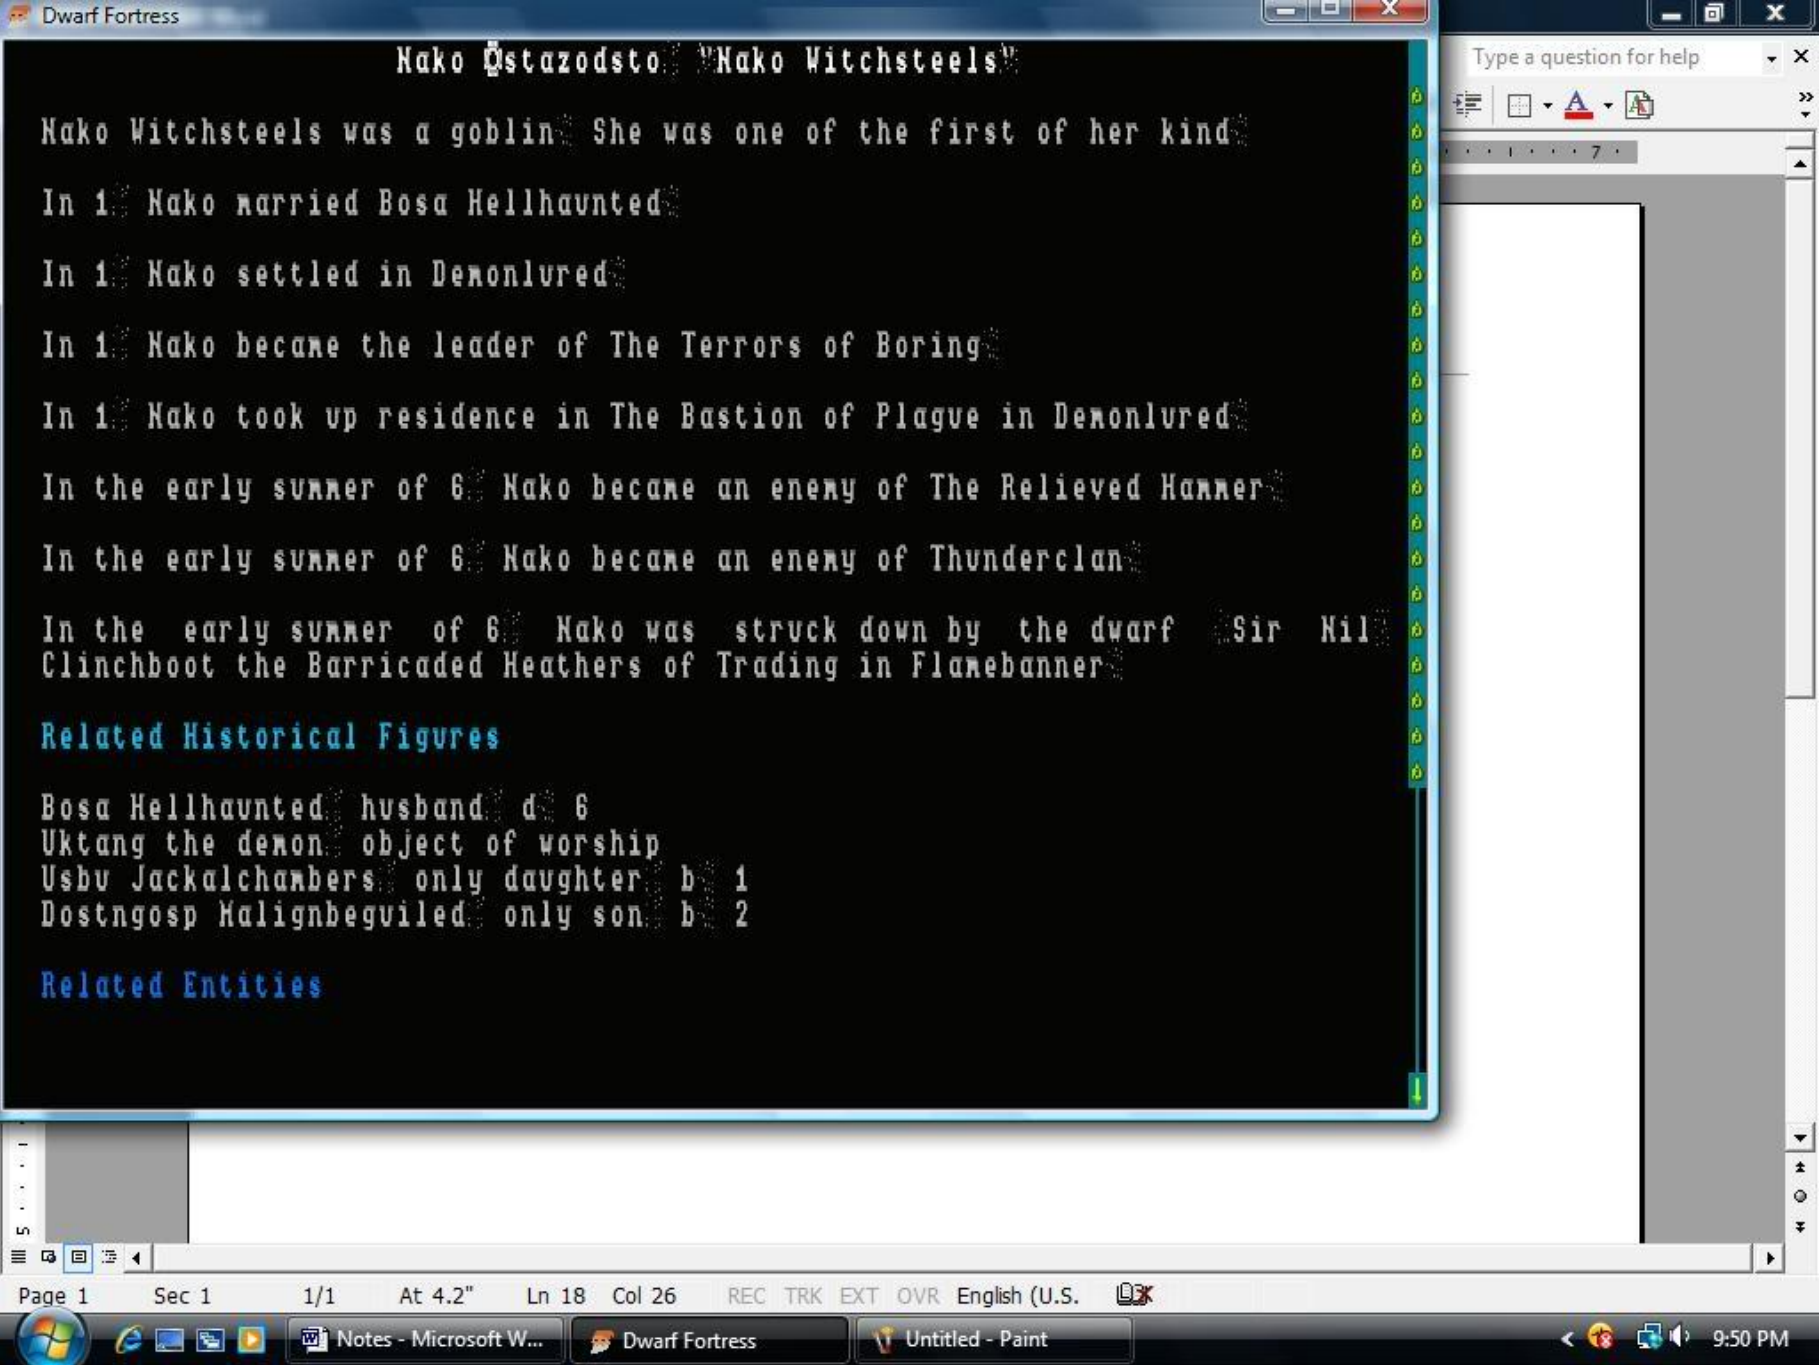 Dwarf Fortress
Nako Ostazodsto, "Nako Witchsteels"
Type a question for help
Nako Witchsteels was a goblin. She was one of the first of her kind.
In 1, Nako married Bosa Hellhaunted.
In 1, Nako settled in Demonlured.
In 1, Nako became the leader of The Terrors of Boring.
In 1, Nako took up residence in The Bastion of Plague in Demonlured.
In the early summer of 6, Nako became an enemy of The Relieved Hammer.
In the early summer of 6, Nako became an enemy of Thunderclan.
In the early summer of 6, Nako was struck down by the dwarf 'Sir' Nil
Clinchboot the Barricaded Heathers of Trading in Flamebanner.
Related Historical Figures
Bosa Hellhaunted, husband, d. 6
Uktang the demon, object of worship
Usbu Jackalchambers, only daughter, b. 1
Dostngosp Malignbeguiled, only son, b. 2
Related Entities
7
5
Page 1 Sec 1 1/1 At 4.2" Ln 18 Col 26 REC TRK EXT OVR English (U.S.
Notes - Microsoft W... Dwarf Fortress Untitled - Paint 9:50 PM